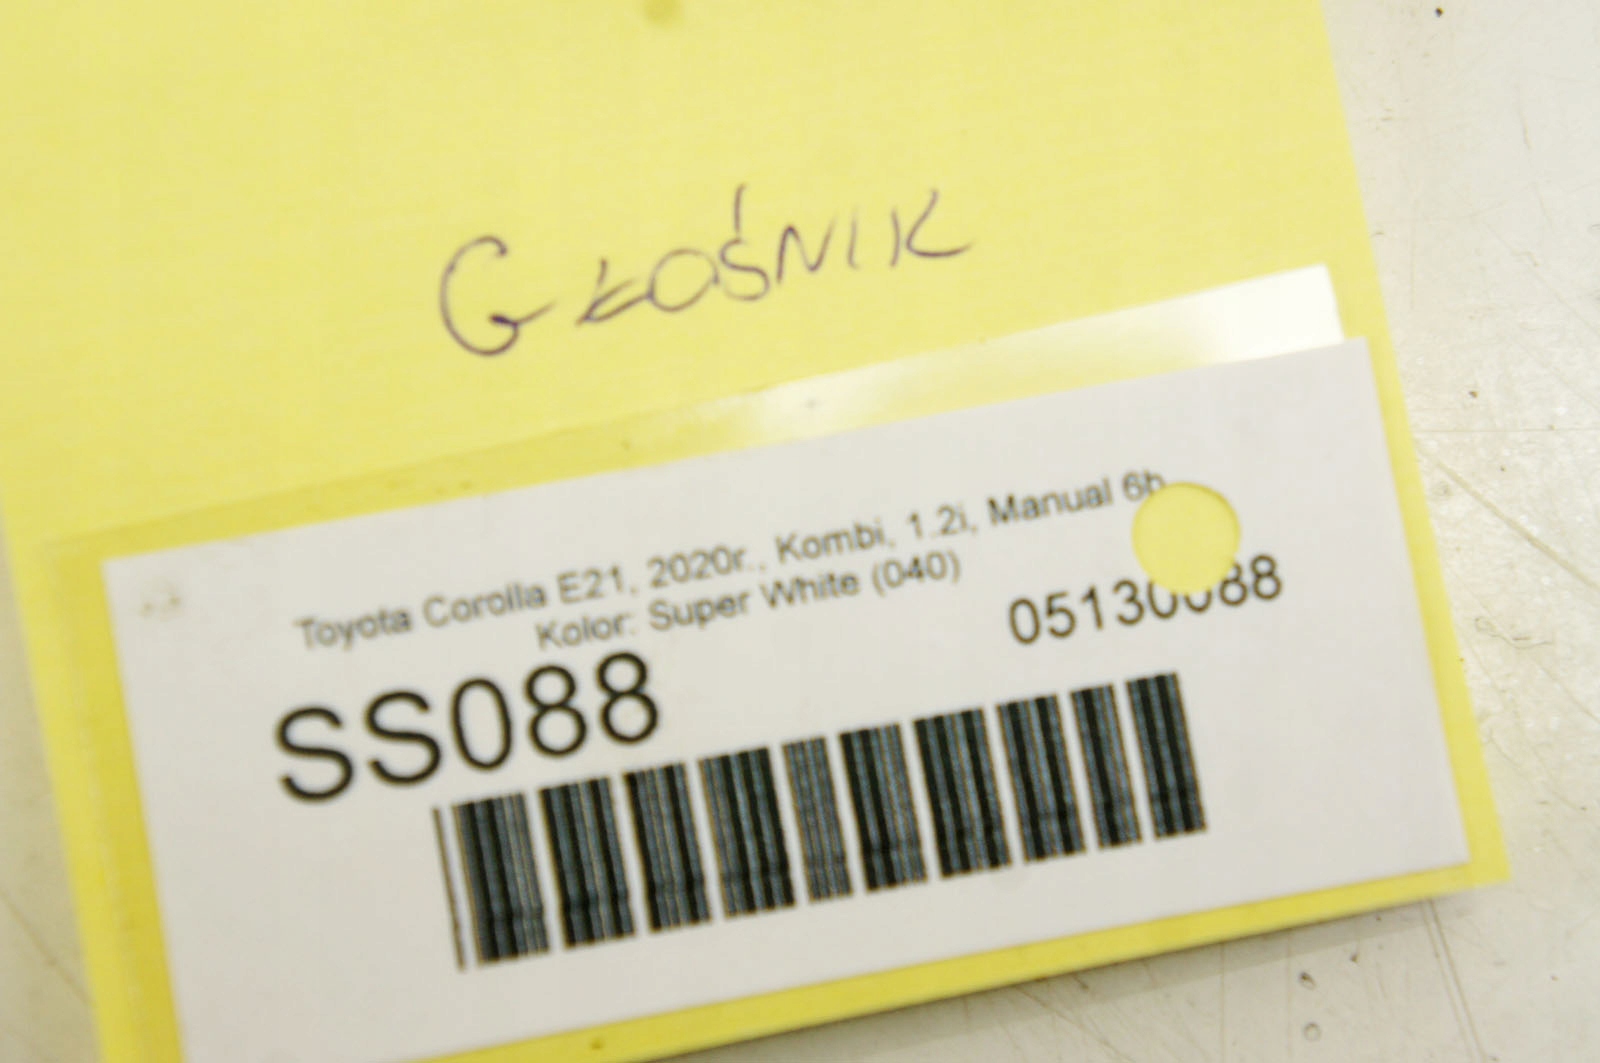 GŁOŚNIK
Toyota Corolla E21, 2020r., Kombi, 1.2i, Manual 6b
Kolor: Super White (040)
05130088
SS088